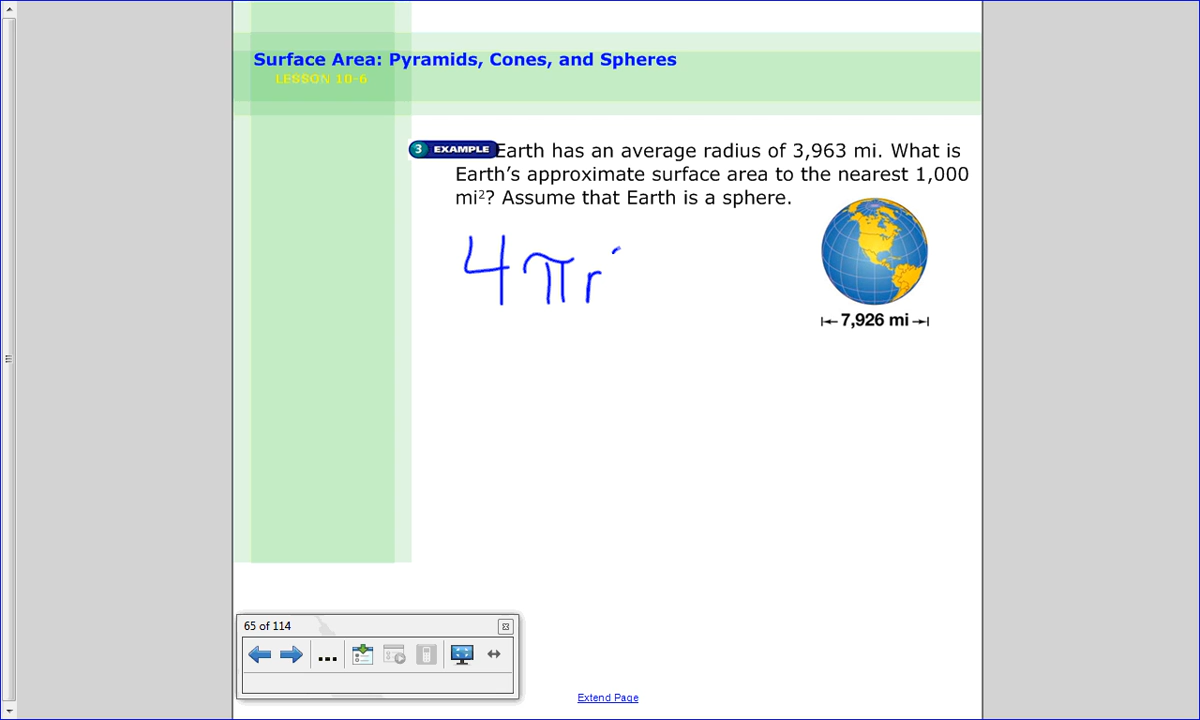 Surface Area: Pyramids, Cones, and Spheres
LESSON 10-6
3 EXAMPLE Earth has an average radius of 3,963 mi. What is
Earth’s approximate surface area to the nearest 1,000
mi²? Assume that Earth is a sphere.
4πr
7,926 mi
65 of 114
...
Extend Page